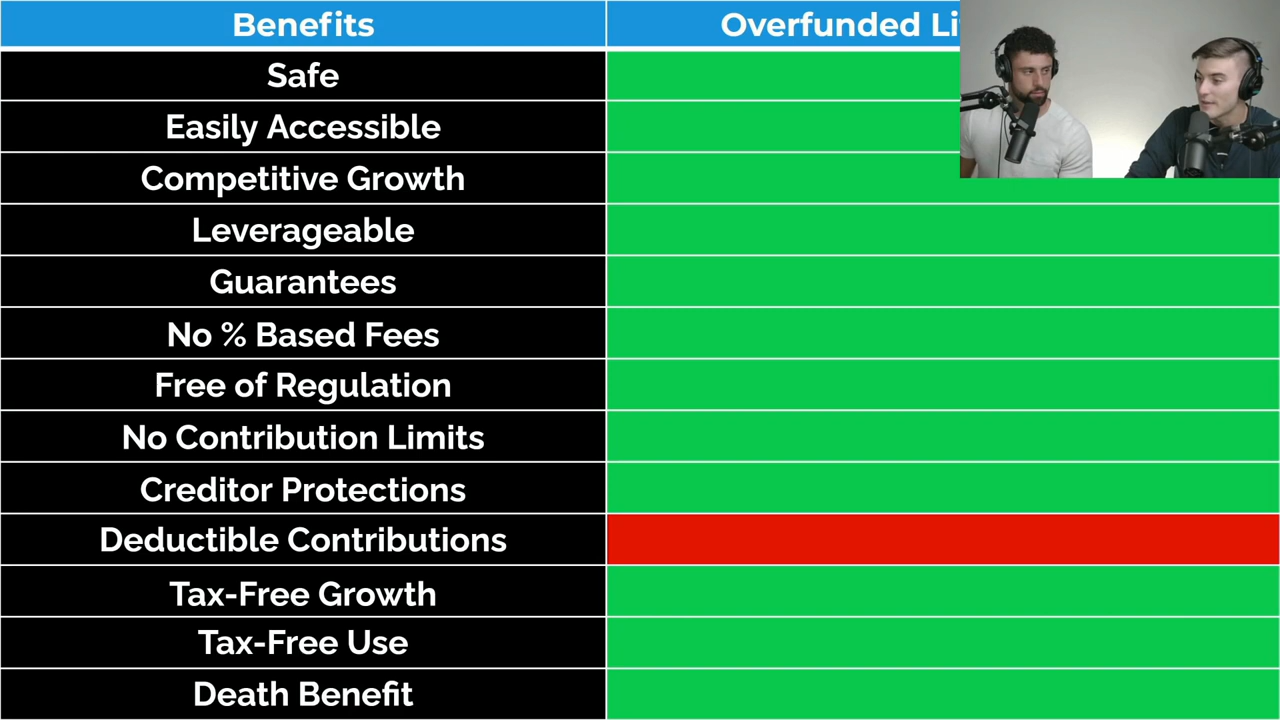 Benefits
Overfunded
Safe
Easily Accessible
Competitive Growth
Leverageable
Guarantees
No % Based Fees
Free of Regulation
No Contribution Limits
Creditor Protections
Deductible Contributions
Tax-Free Growth
Tax-Free Use
Death Benefit